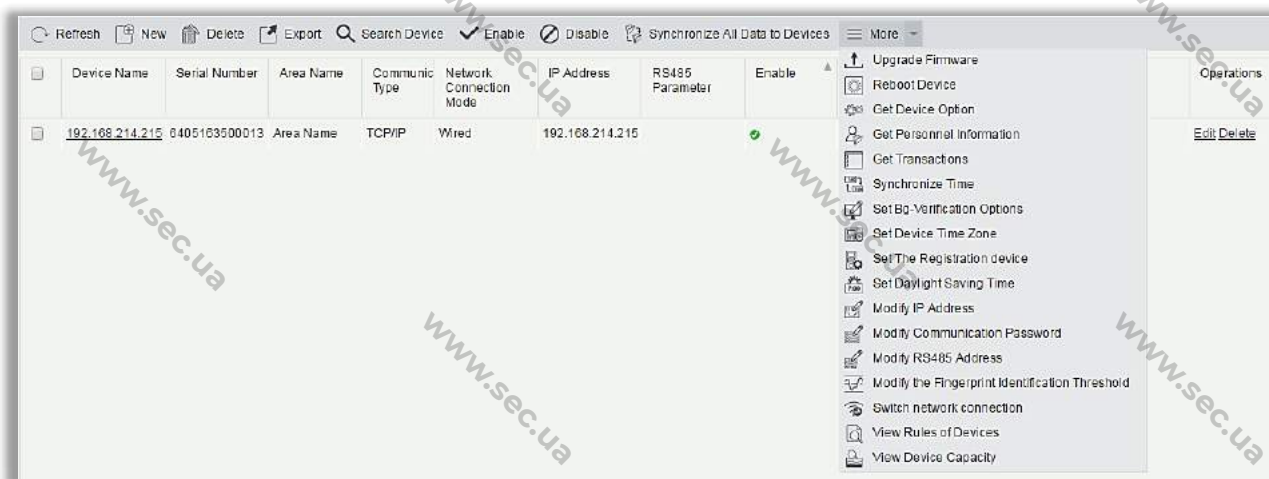 Refresh New Delete Export Search Device Enable Disable Synchronize All Data to Devices More
Device Name Serial Number Area Name Communic Type Network Connection Mode IP Address RS485 Parameter Enable Operations
192.168.214.215 6405163500013 Area Name TCP/IP Wired 192.168.214.215 Edit Delete
Upgrade Firmware
Reboot Device
Get Device Option
Get Personnel Information
Get Transactions
Synchronize Time
Set Bg-Verification Options
Set Device Time Zone
Set The Registration device
Set Daylight Saving Time
Modify IP Address
Modify Communication Password
Modify RS485 Address
Modify the Fingerprint Identification Threshold
Switch network connection
View Rules of Devices
View Device Capacity
www.sec.ua
www.sec.ua
www.sec.ua
www.sec.ua
www.sec.ua
www.sec.ua